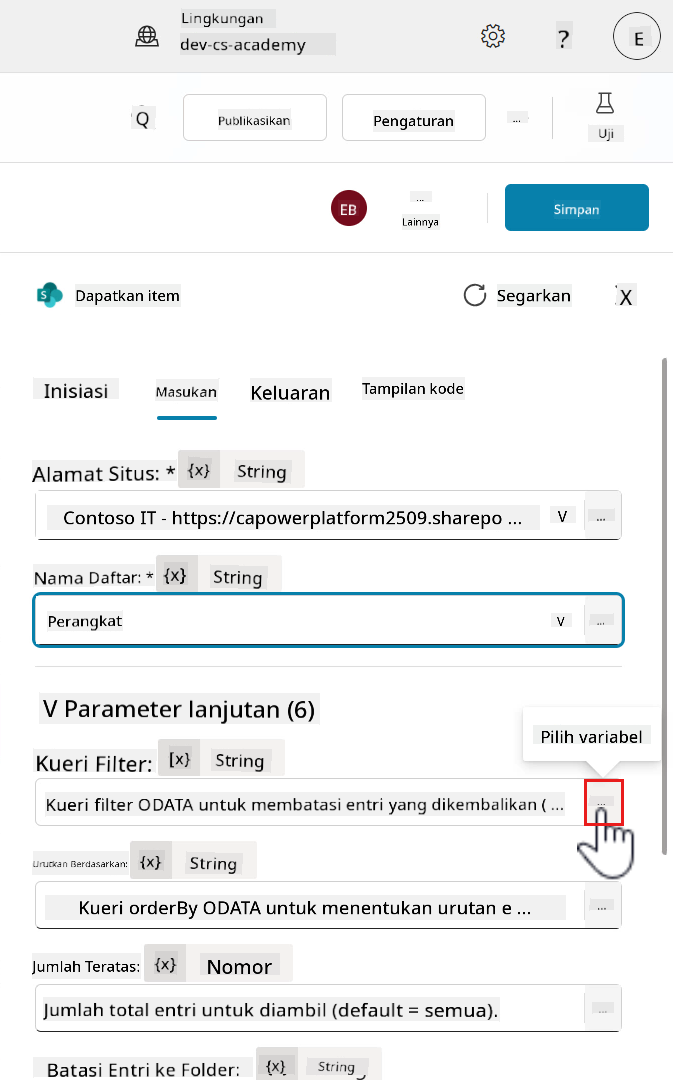 Lingkungan
dev-cs-academy
?
E
Q
Publikasikan
Pengaturan
...
Uji
EB
...
Lainnya
Simpan
S
Dapatkan item
Segarkan
X
Inisiasi
Masukan
Keluaran
Tampilan kode
Alamat Situs: * {x} String
Contoso IT - https://capowerplatform2509.sharepo ... V ...
Nama Daftar: * {x} String
Perangkat V ...
V Parameter lanjutan (6)
Pilih variabel
Kueri Filter: [x} String
Kueri filter ODATA untuk membatasi entri yang dikembalikan ( ... ...
Urutkan Berdasarkan: {x} String
Kueri orderBy ODATA untuk menentukan urutan e ... ...
Jumlah Teratas: {x} Nomor
Jumlah total entri untuk diambil (default = semua). ...
Batasi Entri ke Folder: {x} String